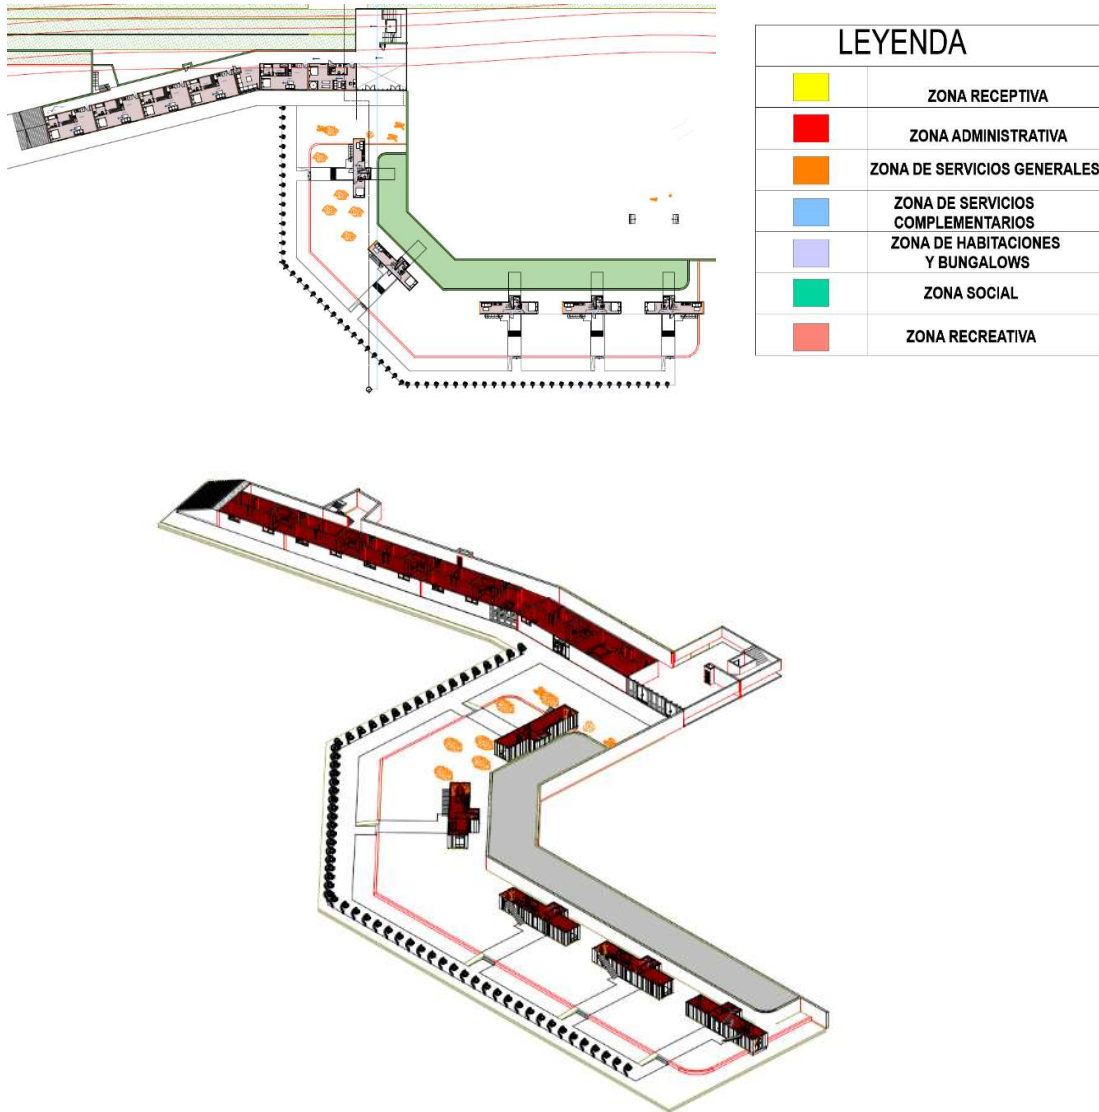 LEYENDA
ZONA RECEPTIVA
ZONA ADMINISTRATIVA
ZONA DE SERVICIOS GENERALES
ZONA DE SERVICIOS
COMPLEMENTARIOS
ZONA DE HABITACIONES
Y BUNGALOWS
ZONA SOCIAL
ZONA RECREATIVA